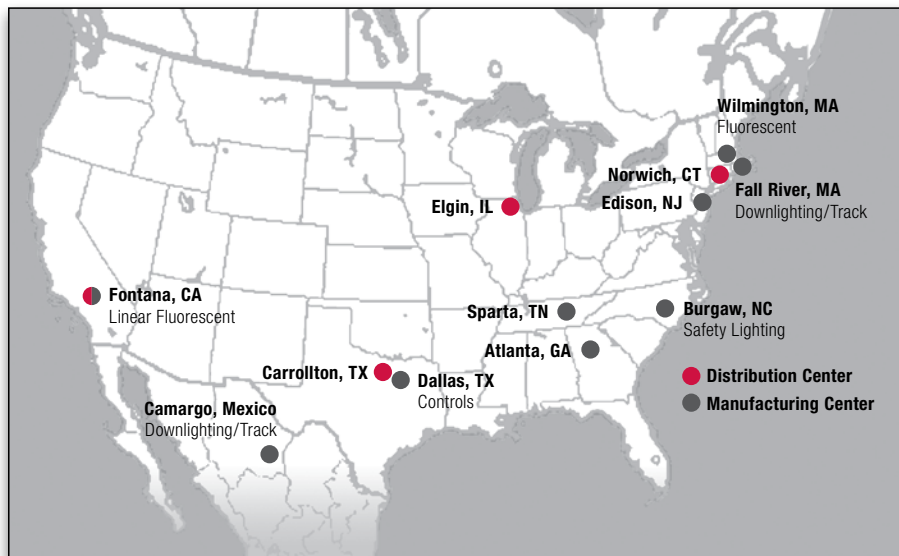 Wilmington, MA
Fluorescent
Norwich, CT
Fall River, MA
Downlighting/Track
Edison, NJ
Elgin, IL
Fontana, CA
Linear Fluorescent
Sparta, TN
Burgaw, NC
Safety Lighting
Atlanta, GA
Carrollton, TX
Dallas, TX
Controls
Distribution Center
Manufacturing Center
Camargo, Mexico
Downlighting/Track